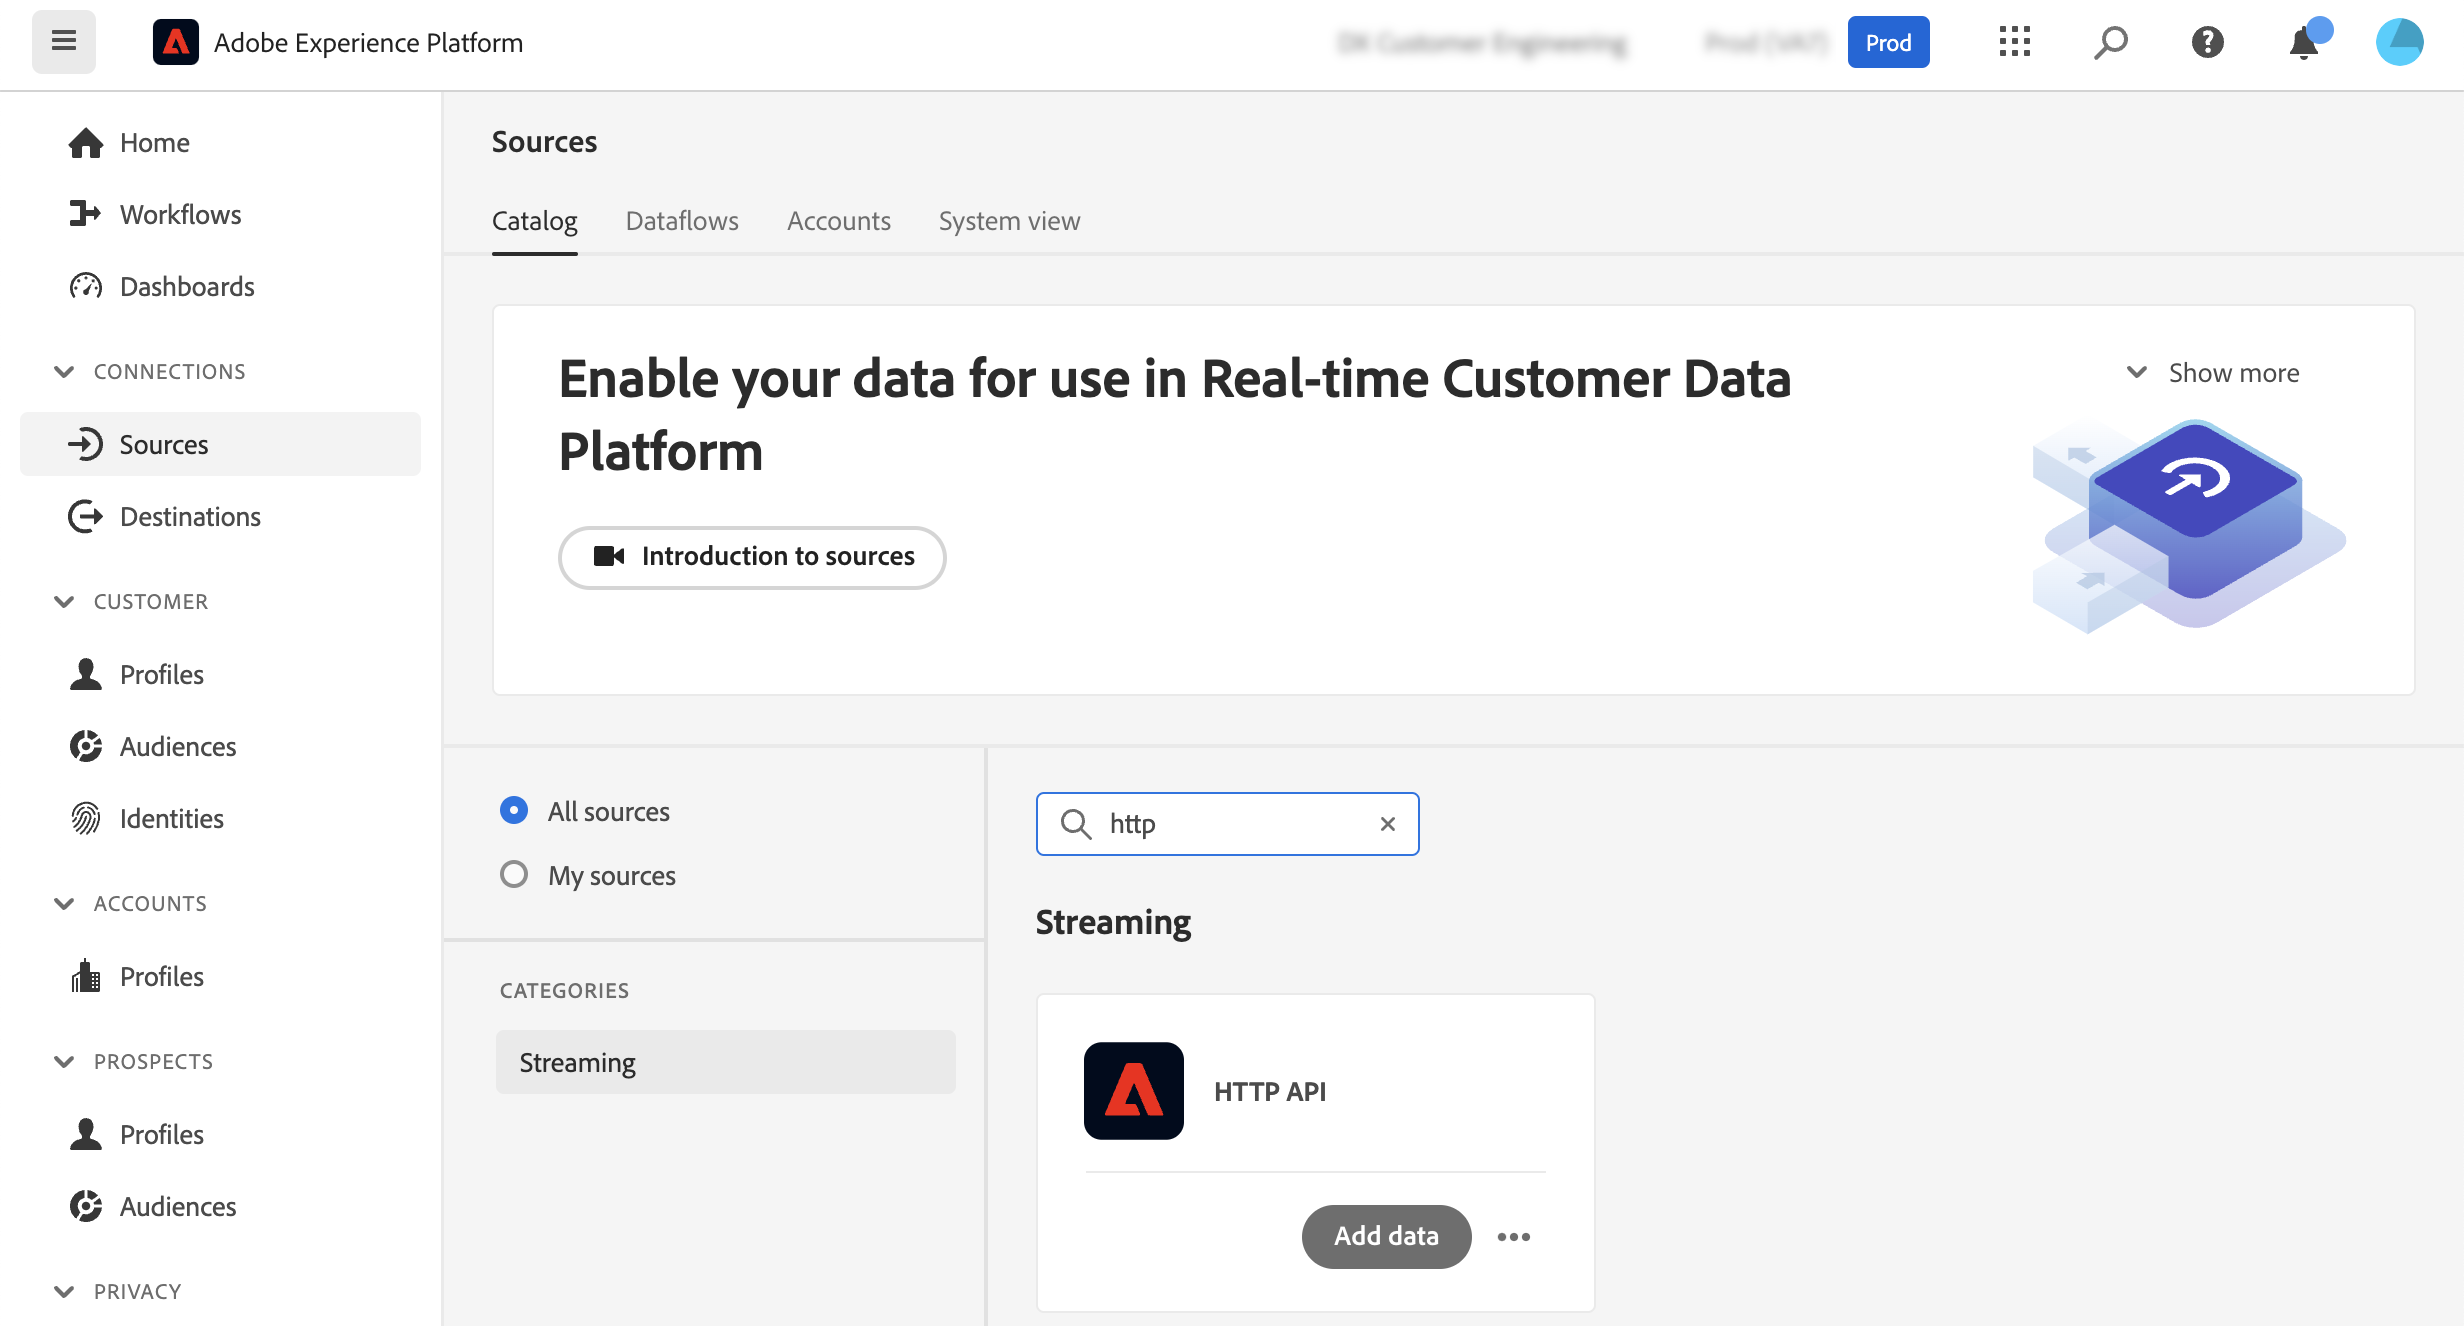 Adobe Experience Platform
Prod
Home
Workflows
Dashboards
CONNECTIONS
Sources
Destinations
CUSTOMER
Profiles
Audiences
Identities
ACCOUNTS
Profiles
PROSPECTS
Profiles
Audiences
PRIVACY
Sources
Catalog Dataflows Accounts System view
Enable your data for use in Real-time Customer Data
Platform
Show more
Introduction to sources
All sources
My sources
CATEGORIES
Streaming
http
Streaming
HTTP API
Add data